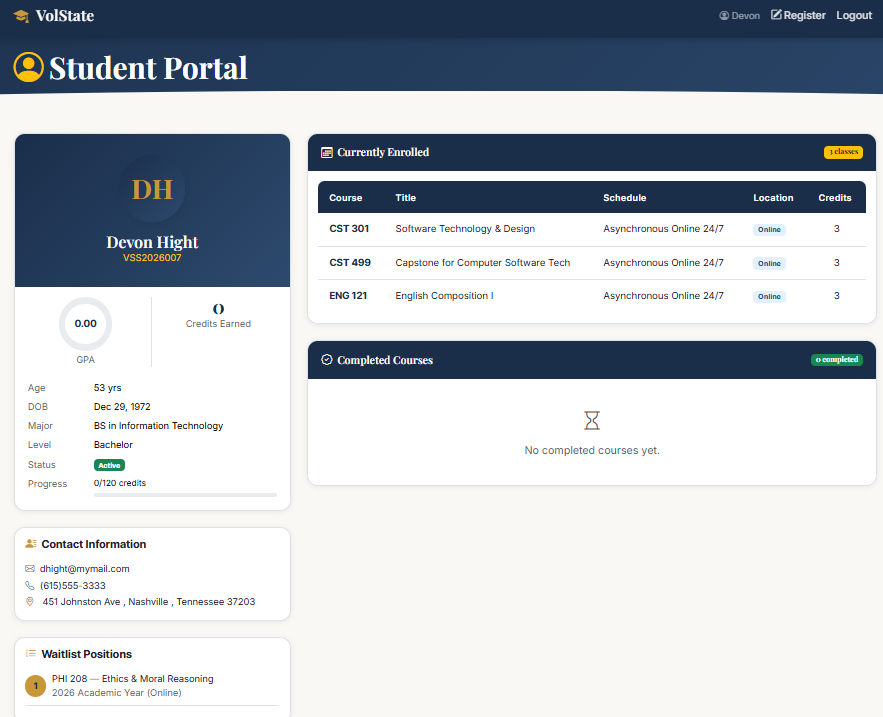 VolState
Devon Register Logout
Student Portal
DH
Devon Hight
VSS2026007
0.00
GPA
0
Credits Earned
Age 53 yrs
DOB Dec 29, 1972
Major BS in Information Technology
Level Bachelor
Status Active
Progress 0/120 credits
Contact Information
dhight@mymail.com
(615)555-3333
451 Johnston Ave , Nashville , Tennessee 37203
Waitlist Positions
1
PHI 208 — Ethics & Moral Reasoning
2026 Academic Year (Online)
Currently Enrolled 3 classes
Course Title Schedule Location Credits
CST 301 Software Technology & Design Asynchronous Online 24/7 Online 3
CST 499 Capstone for Computer Software Tech Asynchronous Online 24/7 Online 3
ENG 121 English Composition I Asynchronous Online 24/7 Online 3
Completed Courses 0 completed
No completed courses yet.